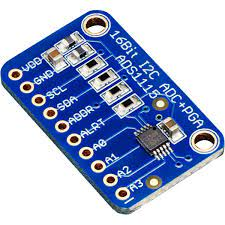 16Bit I2C ADC+PGA
ADS1115
VDD
GND
SCL
SDA
ADDR
ALRT
A0
A1
A2
A3